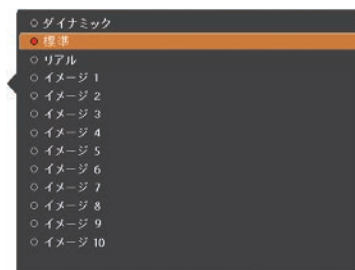 ダイナミック
標準
リアル
イメージ 1
イメージ 2
イメージ 3
イメージ 4
イメージ 5
イメージ 6
イメージ 7
イメージ 8
イメージ 9
イメージ 10